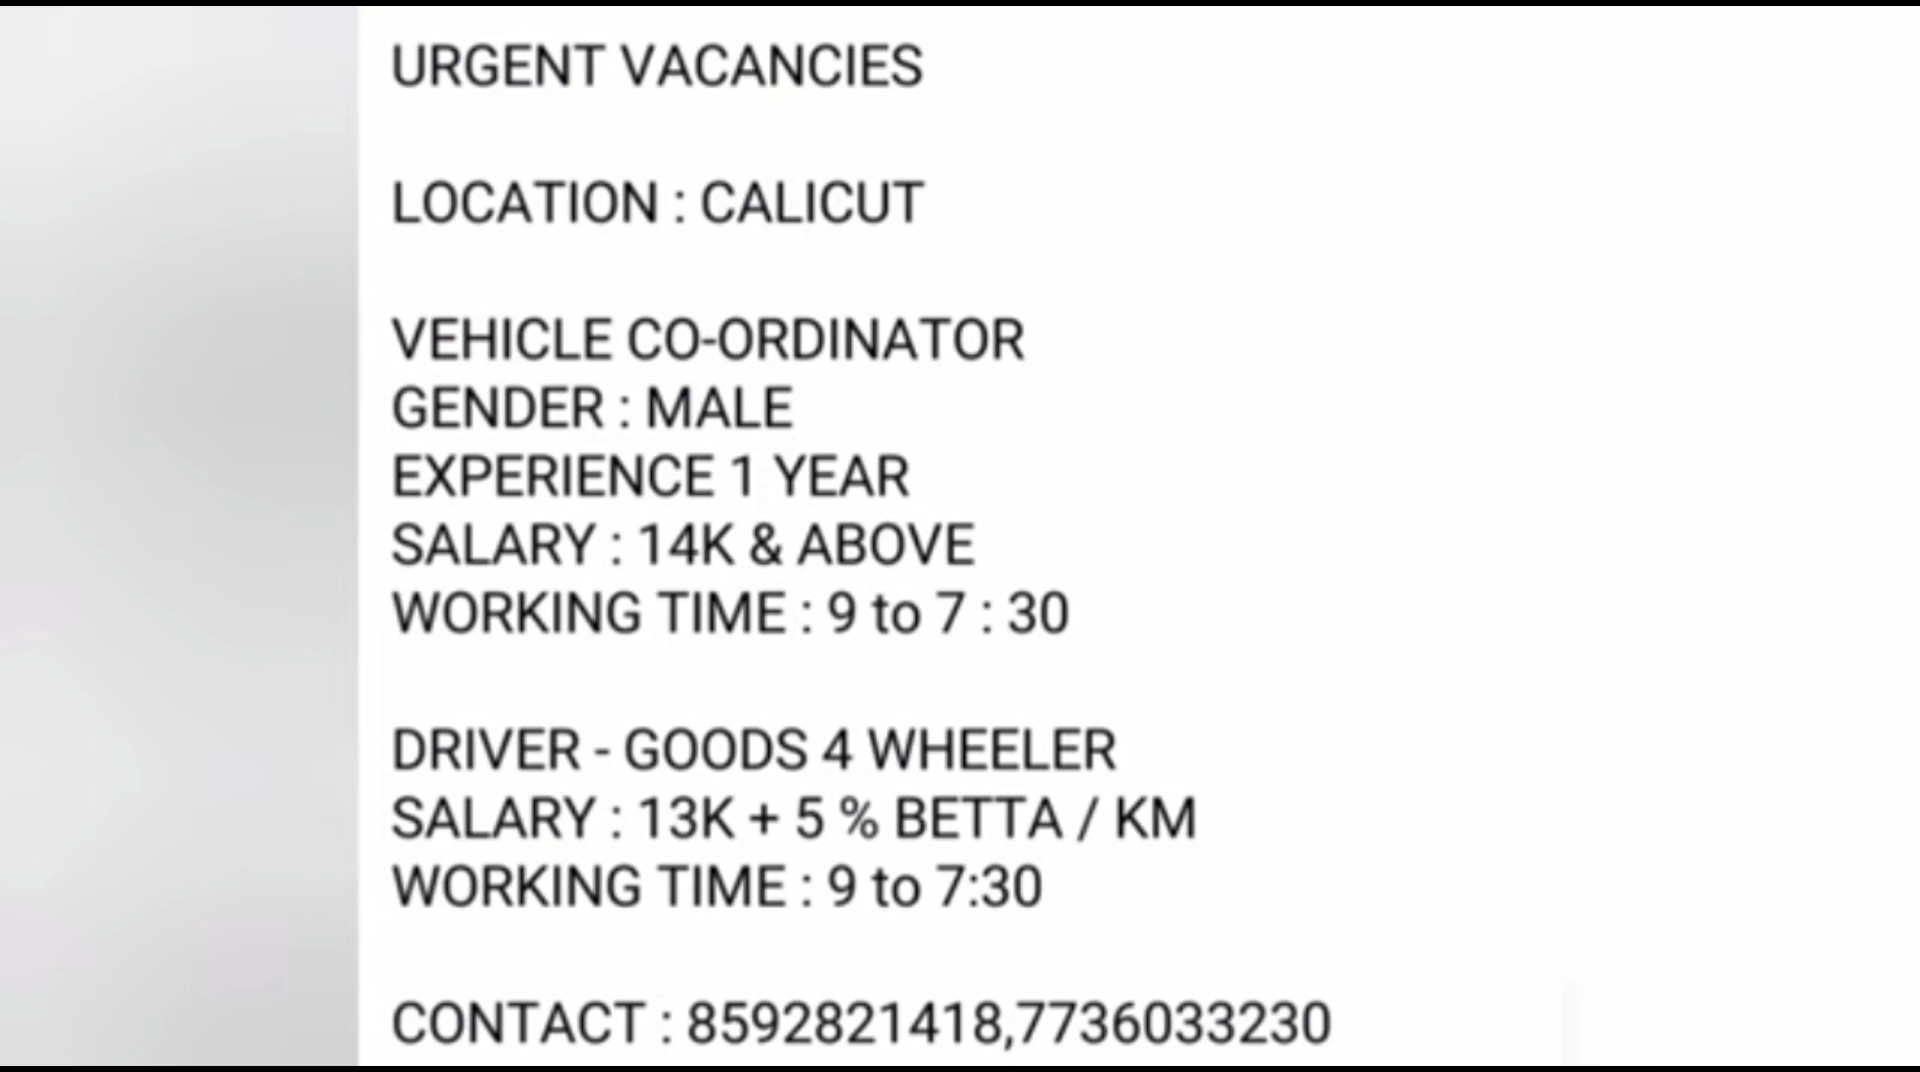 URGENT VACANCIES
LOCATION : CALICUT
VEHICLE CO-ORDINATOR
GENDER : MALE
EXPERIENCE 1 YEAR
SALARY : 14K & ABOVE
WORKING TIME : 9 to 7 : 30
DRIVER - GOODS 4 WHEELER
SALARY : 13K + 5 % BETTA / KM
WORKING TIME : 9 to 7:30
CONTACT : 8592821418,7736033230